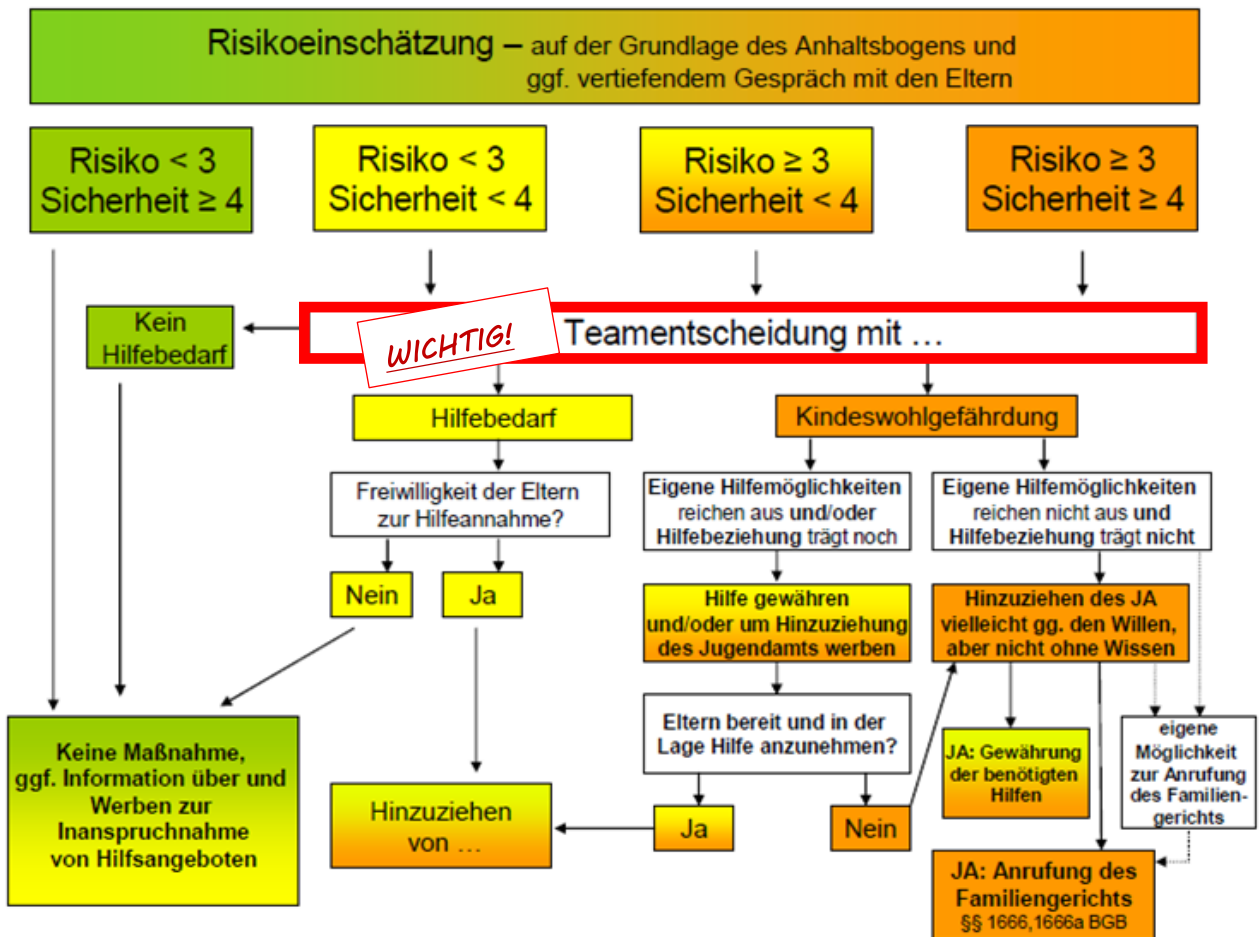 Risikoeinschätzung – auf der Grundlage des Anhaltsbogens und
ggf. vertiefendem Gespräch mit den Eltern
Risiko < 3
Sicherheit ≥ 4
Risiko < 3
Sicherheit < 4
Risiko ≥ 3
Sicherheit < 4
Risiko ≥ 3
Sicherheit ≥ 4
Kein
Hilfebedarf
WICHTIG!
Teamentscheidung mit …
Hilfebedarf
Kindeswohlgefährdung
Freiwilligkeit der Eltern
zur Hilfeannahme?
Eigene Hilfemöglichkeiten
reichen aus und/oder
Hilfebeziehung trägt noch
Eigene Hilfemöglichkeiten
reichen nicht aus und
Hilfebeziehung trägt nicht
Nein
Ja
Hilfe gewähren
und/oder um Hinzuziehung
des Jugendamts werben
Hinzuziehen des JA
vielleicht gg. den Willen,
aber nicht ohne Wissen
Keine Maßnahme,
ggf. Information über und
Werben zur
Inanspruchnahme
von Hilfsangeboten
Hinzuziehen
von …
Eltern bereit und in der
Lage Hilfe anzunehmen?
Ja
Nein
JA: Gewährung
der benötigten
Hilfen
eigene
Möglichkeit
zur Anrufung
des Familien-
gerichts
JA: Anrufung des
Familiengerichts
§§ 1666,1666a BGB